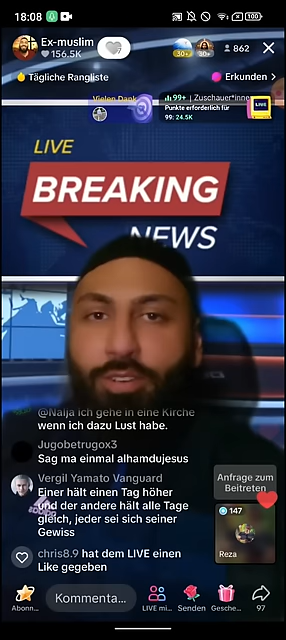 18:08
100
Ex-muslim
156.5K
30+
30+
862
Tägliche Rangliste
Erkunden
Vielen Dank
99+ | Zuschauer*inne
Punkte erforderlich für
99: 24.5K
LIVE
LIVE
BREAKING
NEWS
@Naija ich gehe in eine Kirche
wenn ich dazu Lust habe.
Jugobetrugox3
Sag ma einmal alhamdujesus
Vergil Yamato Vanguard
Einer hält einen Tag höher
und der andere hält alle Tage
gleich, jeder sei sich seiner
Gewiss
Anfrage zum
Beitreten
147
Reza
chris8.9 hat dem LIVE einen
Like gegeben
Abonn...
Kommenta...
LIVE mi...
Senden
Gesche...
97